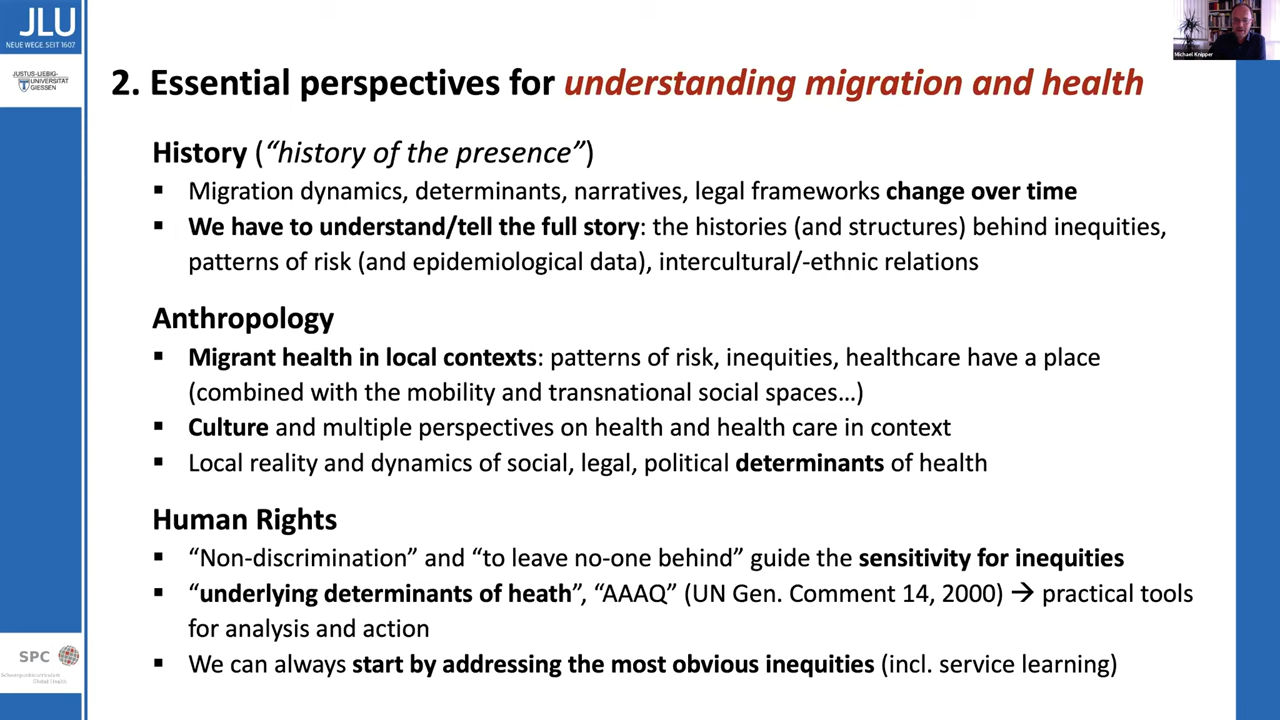 JLU
NEUE WEGE. SEIT 1607
JUSTUS-LIEBIG-
UNIVERSITÄT
GIESSEN
Michael Knipper
2. Essential perspectives for understanding migration and health
History (“history of the presence”)
▪ Migration dynamics, determinants, narratives, legal frameworks change over time
▪ We have to understand/tell the full story: the histories (and structures) behind inequities,
patterns of risk (and epidemiological data), intercultural/-ethnic relations
Anthropology
▪ Migrant health in local contexts: patterns of risk, inequities, healthcare have a place
(combined with the mobility and transnational social spaces…)
▪ Culture and multiple perspectives on health and health care in context
▪ Local reality and dynamics of social, legal, political determinants of health
Human Rights
▪ “Non-discrimination” and “to leave no-one behind” guide the sensitivity for inequities
▪ “underlying determinants of heath”, “AAAQ” (UN Gen. Comment 14, 2000) → practical tools
for analysis and action
▪ We can always start by addressing the most obvious inequities (incl. service learning)
SPC
Schwerpunktcurriculum
Global Health